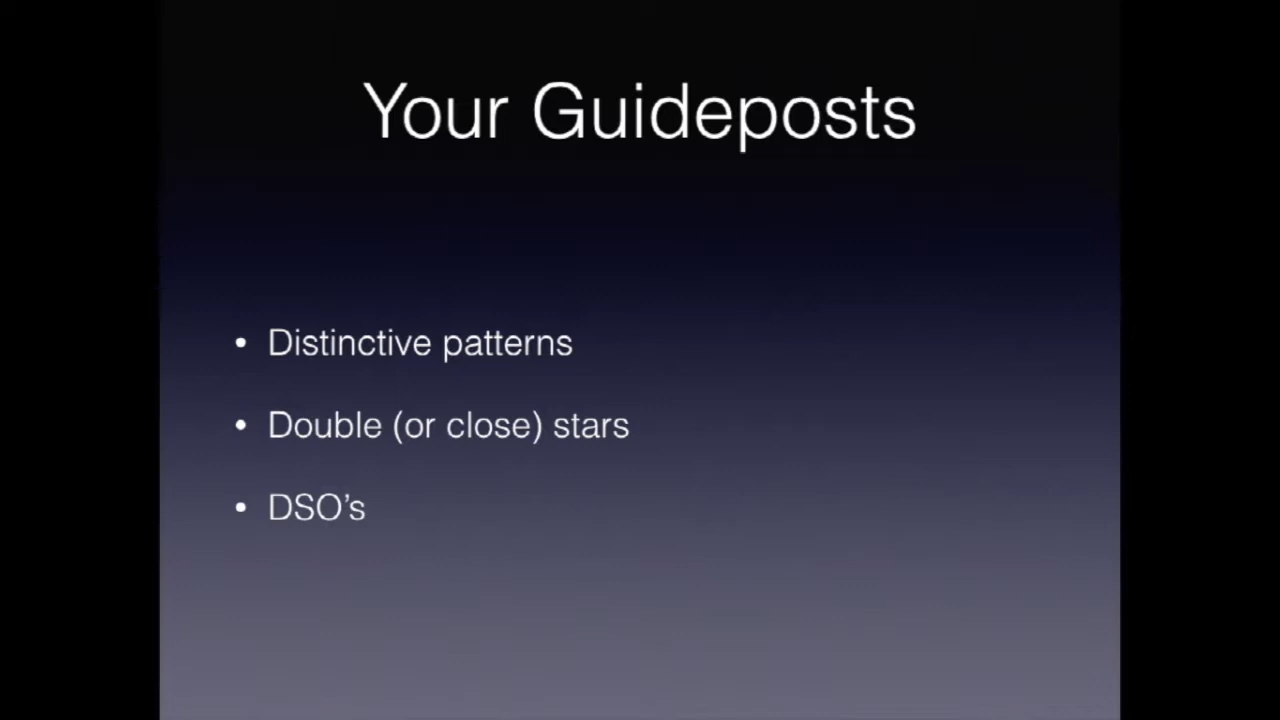 Your Guideposts
• Distinctive patterns
• Double (or close) stars
• DSO’s